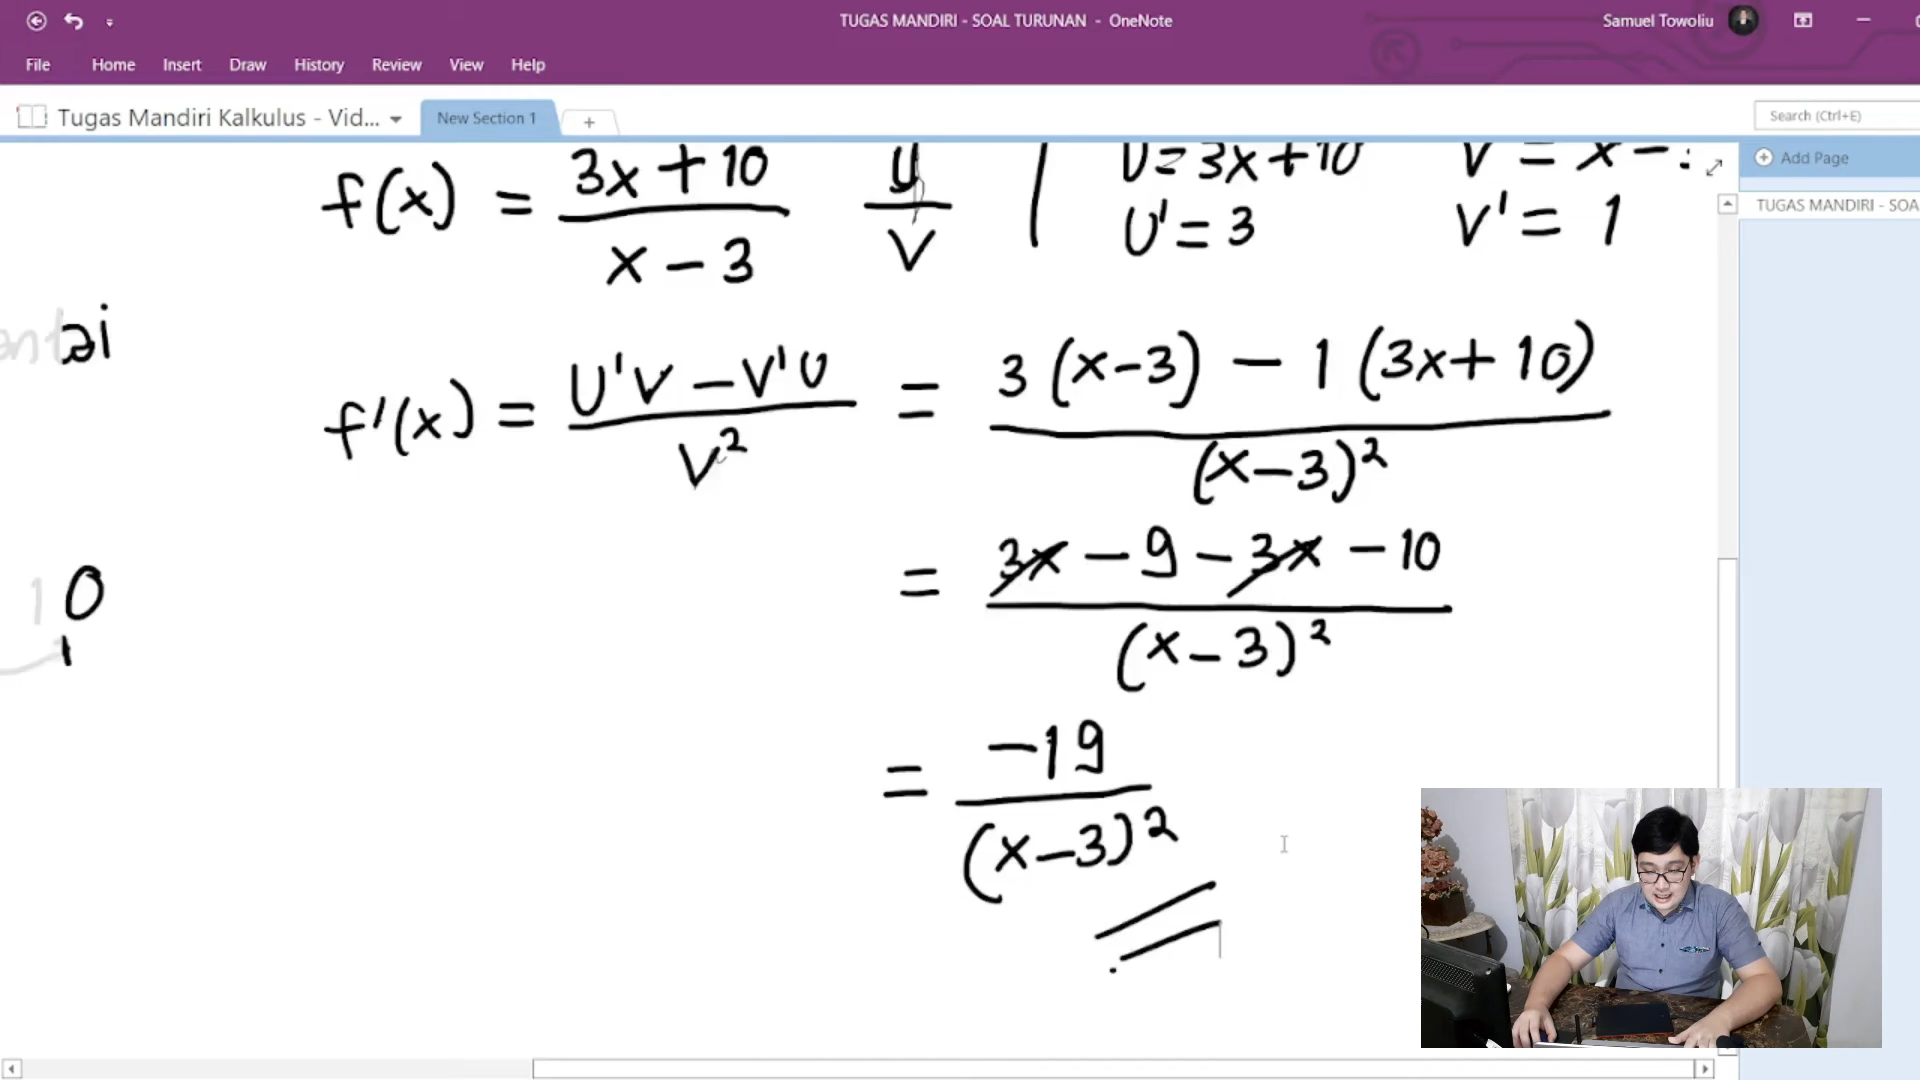 TUGAS MANDIRI - SOAL TURUNAN - OneNote
Samuel Towoliu
File Home Insert Draw History Review View Help
Tugas Mandiri Kalkulus - Vid...
New Section 1
+
Search (Ctrl+E)
Add Page
TUGAS MANDIRI - SOA
f(x) = (3x + 10)/(x - 3) U/V | U = 3x + 10 V = x -
U' = 3 V' = 1
ai
f'(x) = (U'V - V'U)/V² = (3(x-3) - 1(3x + 10))/(x-3)²
= (3x - 9 - 3x - 10)/(x-3)²
10
= -19/(x-3)²